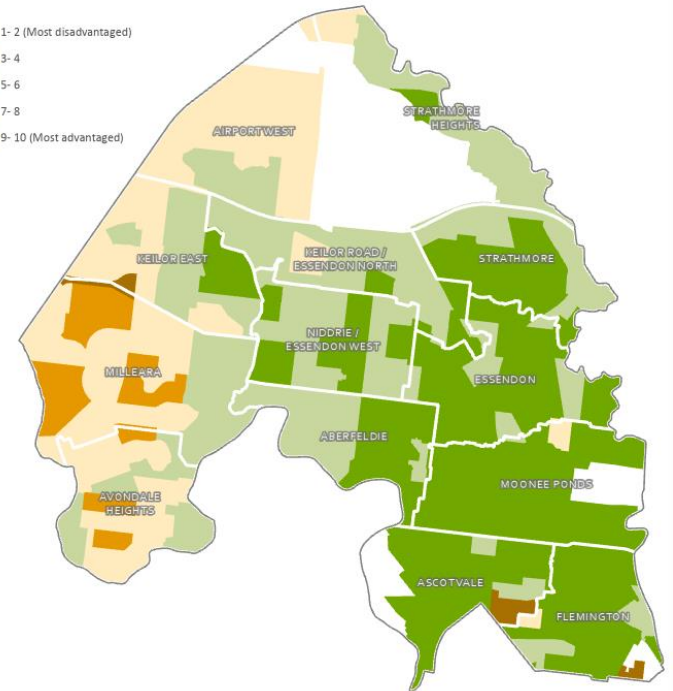 1- 2 (Most disadvantaged)
3- 4
5- 6
7- 8
9- 10 (Most advantaged)
AIRPORT WEST
STRATHMORE
HEIGHTS
KEILOR EAST
KEILOR ROAD /
ESSENDON NORTH
STRATHMORE
NIDDRIE /
ESSENDON WEST
MILLEARA
ESSENDON
ABERFELDIE
MOONEE PONDS
AVONDALE
HEIGHTS
ASCOTVALE
FLEMINGTON